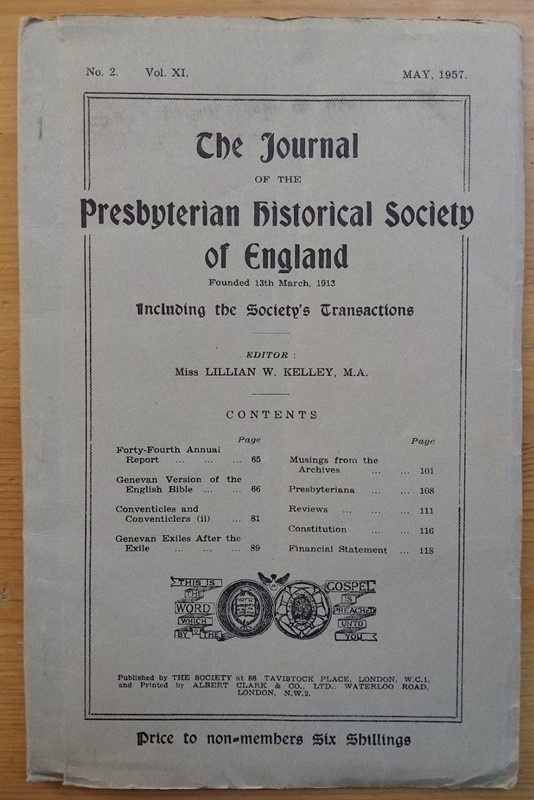 No. 2. Vol. XI. MAY, 1957.
The Journal
OF THE
Presbyterian Historical Society
of England
Founded 13th March, 1913
Including the Society's Transactions
EDITOR :
Miss LILLIAN W. KELLEY, M.A.
CONTENTS
Page
Forty-Fourth Annual
Report ... ... ... 65
Genevan Version of the
English Bible ... ... 66
Conventicles and
Conventiclers (ii) ... 81
Genevan Exiles After the
Exile ... ... ... 89
Page
Musings from the
Archives ... ... 101
Presbyteriana ... ... 108
Reviews ... ... ... 111
Constitution ... ... 116
Financial Statement ... 118
THIS IS
THE
WORD
WHICH
BY THE
GOSPEL
IS
PREACHED
UNTO
YOU
Published by THE SOCIETY at 86 TAVISTOCK PLACE, LONDON, W.C.1.
and Printed by ALBERT CLARK & CO., LTD., WATERLOO ROAD,
LONDON, N.W.2.
Price to non-members Six Shillings